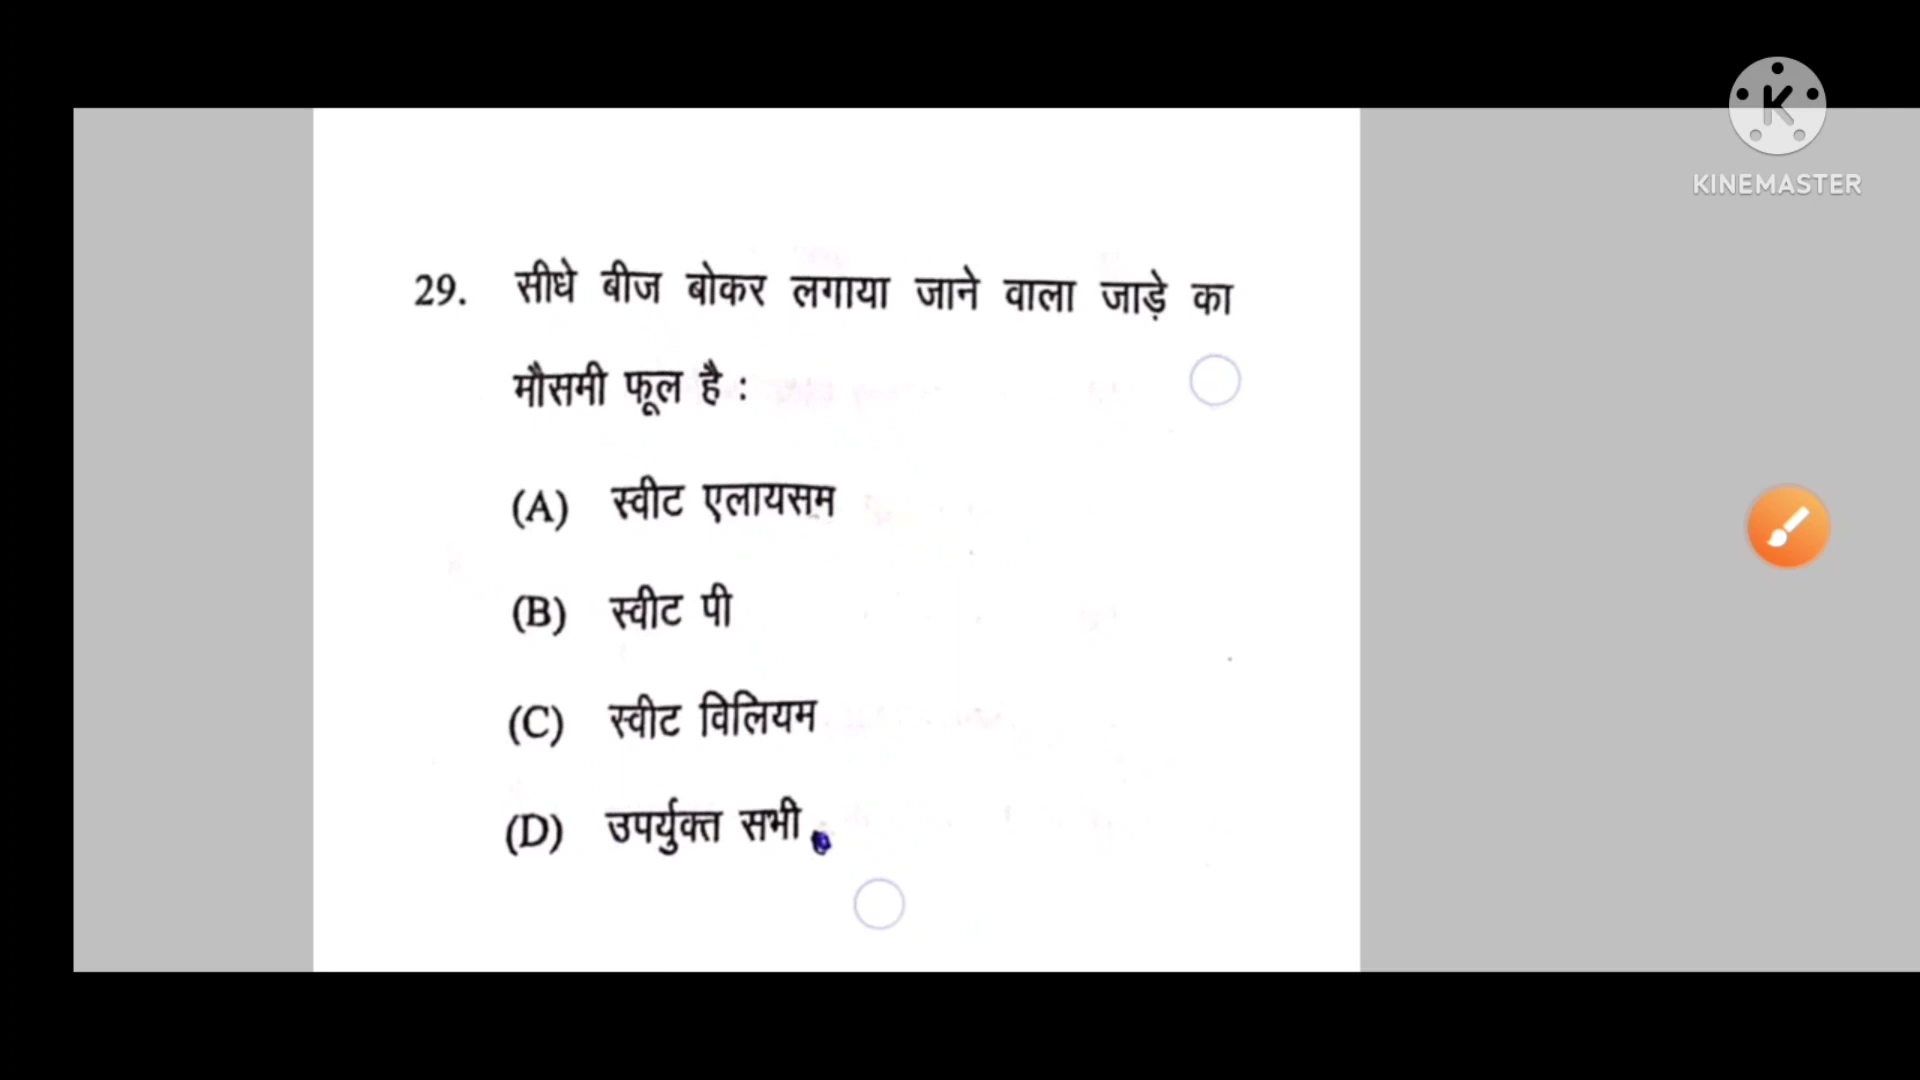 K
KINEMASTER
29. सीधे बीज बोकर लगाया जाने वाला जाड़े का
मौसमी फूल है :
(A) स्वीट एलायसम
(B) स्वीट पी
(C) स्वीट विलियम
(D) उपर्युक्त सभी